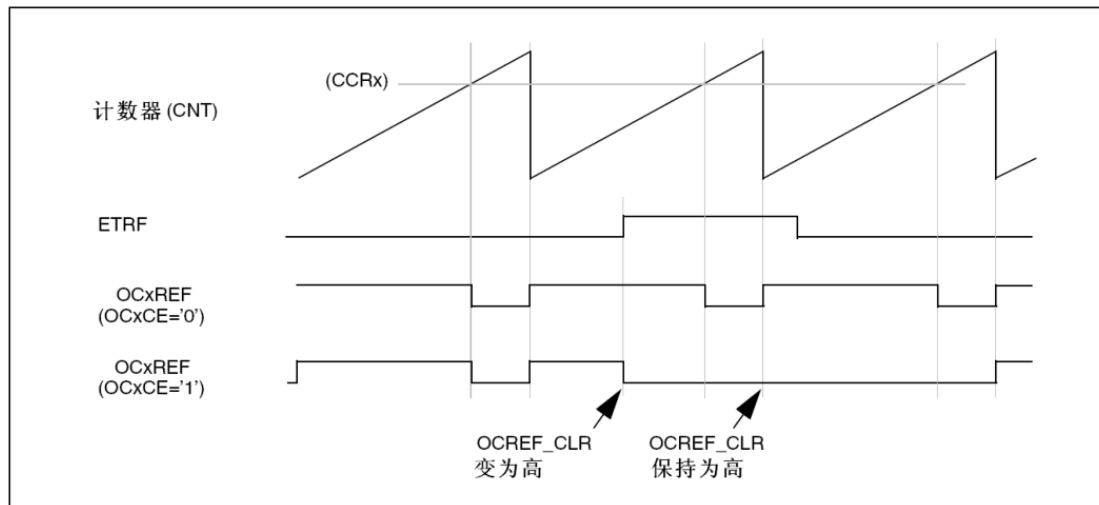 (CCRx)
计数器(CNT)
ETRF
OCxREF
(OCxCE='0')
OCxREF
(OCxCE='1')
OCREF_CLR
变为高
OCREF_CLR
保持为高